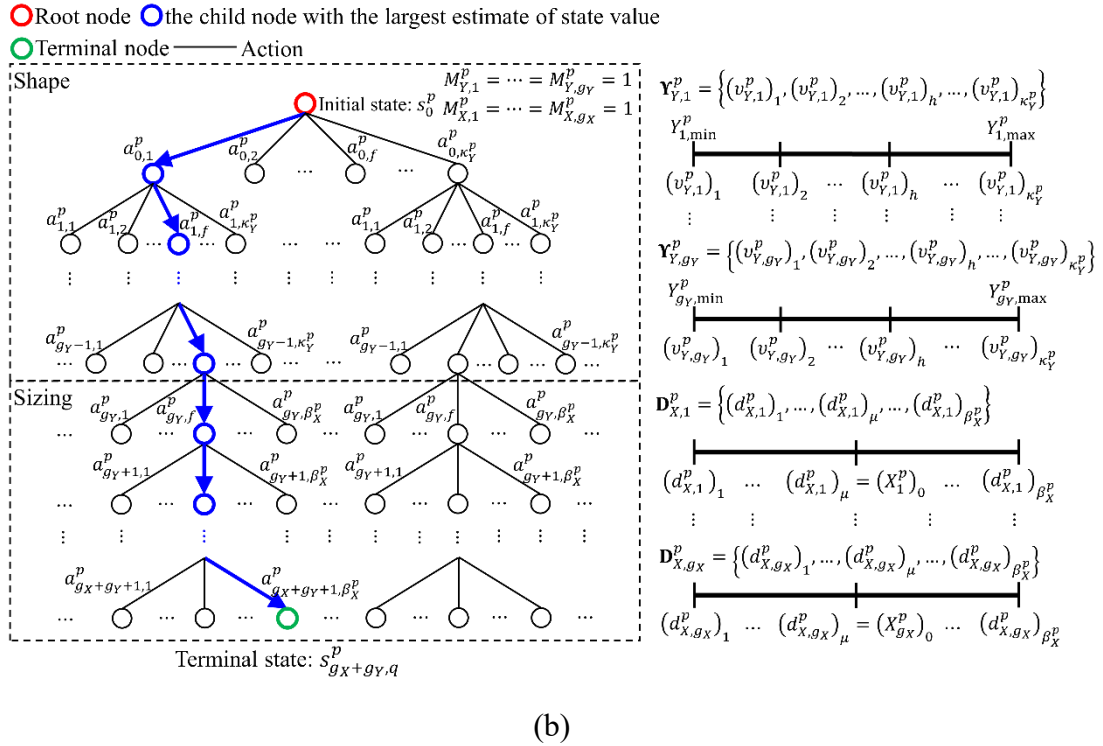 Root node the child node with the largest estimate of state value
Terminal node Action
Shape
M^p_{Y,1} = ⋯ = M^p_{Y,g_Y} = 1
Initial state: s^p_0
M^p_{X,1} = ⋯ = M^p_{X,g_X} = 1
a^p_{0,1} a^p_{0,2} a^p_{0,f} a^p_{0,κ^p_Y}
⋯ ⋯
a^p_{1,1} a^p_{1,2} a^p_{1,f} a^p_{1,κ^p_Y} a^p_{1,1} a^p_{1,2} a^p_{1,f} a^p_{1,κ^p_Y}
⋯ ⋯ ⋯ ⋯ ⋯ ⋯ ⋯
⋮ ⋮ ⋮ ⋮ ⋮ ⋮ ⋮ ⋮
a^p_{g_Y−1,1} a^p_{g_Y−1,κ^p_Y} a^p_{g_Y−1,1} a^p_{g_Y−1,κ^p_Y}
⋯ ⋯ ⋯ ⋯ ⋯ ⋯ ⋯
Sizing
a^p_{g_Y,1} a^p_{g_Y,f} a^p_{g_Y,β^p_X} a^p_{g_Y,1} a^p_{g_Y,f} a^p_{g_Y,β^p_X}
⋯ ⋯ ⋯ ⋯ ⋯ ⋯ ⋯
a^p_{g_Y+1,1} a^p_{g_Y+1,β^p_X} a^p_{g_Y+1,1} a^p_{g_Y+1,β^p_X}
⋯ ⋯ ⋯ ⋯ ⋯ ⋯ ⋯
⋮ ⋮ ⋮ ⋮ ⋮ ⋮ ⋮ ⋮
a^p_{g_X+g_Y+1,1} a^p_{g_X+g_Y+1,β^p_X}
⋯ ⋯ ⋯ ⋯ ⋯ ⋯ ⋯
Terminal state: s^p_{g_X+g_Y,q}
𝚼^p_{Y,1} = {(υ^p_{Y,1})_1, (υ^p_{Y,1})_2, …, (υ^p_{Y,1})_h, …, (υ^p_{Y,1})_{κ^p_Y}}
Y^p_{1,min} Y^p_{1,max}
(υ^p_{Y,1})_1 (υ^p_{Y,1})_2 ⋯ (υ^p_{Y,1})_h ⋯ (υ^p_{Y,1})_{κ^p_Y}
⋮ ⋮ ⋮ ⋮
𝚼^p_{Y,g_Y} = {(υ^p_{Y,g_Y})_1, (υ^p_{Y,g_Y})_2, …, (υ^p_{Y,g_Y})_h, …, (υ^p_{Y,g_Y})_{κ^p_Y}}
Y^p_{g_Y,min} Y^p_{g_Y,max}
(υ^p_{Y,g_Y})_1 (υ^p_{Y,g_Y})_2 ⋯ (υ^p_{Y,g_Y})_h ⋯ (υ^p_{Y,g_Y})_{κ^p_Y}
𝐃^p_{X,1} = {(d^p_{X,1})_1, …, (d^p_{X,1})_μ, …, (d^p_{X,1})_{β^p_X}}
(d^p_{X,1})_1 ⋯ (d^p_{X,1})_μ = (X^p_1)_0 ⋯ (d^p_{X,1})_{β^p_X}
⋮ ⋮ ⋮
𝐃^p_{X,g_X} = {(d^p_{X,g_X})_1, …, (d^p_{X,g_X})_μ, …, (d^p_{X,g_X})_{β^p_X}}
(d^p_{X,g_X})_1 ⋯ (d^p_{X,g_X})_μ = (X^p_{g_X})_0 ⋯ (d^p_{X,g_X})_{β^p_X}
(b)